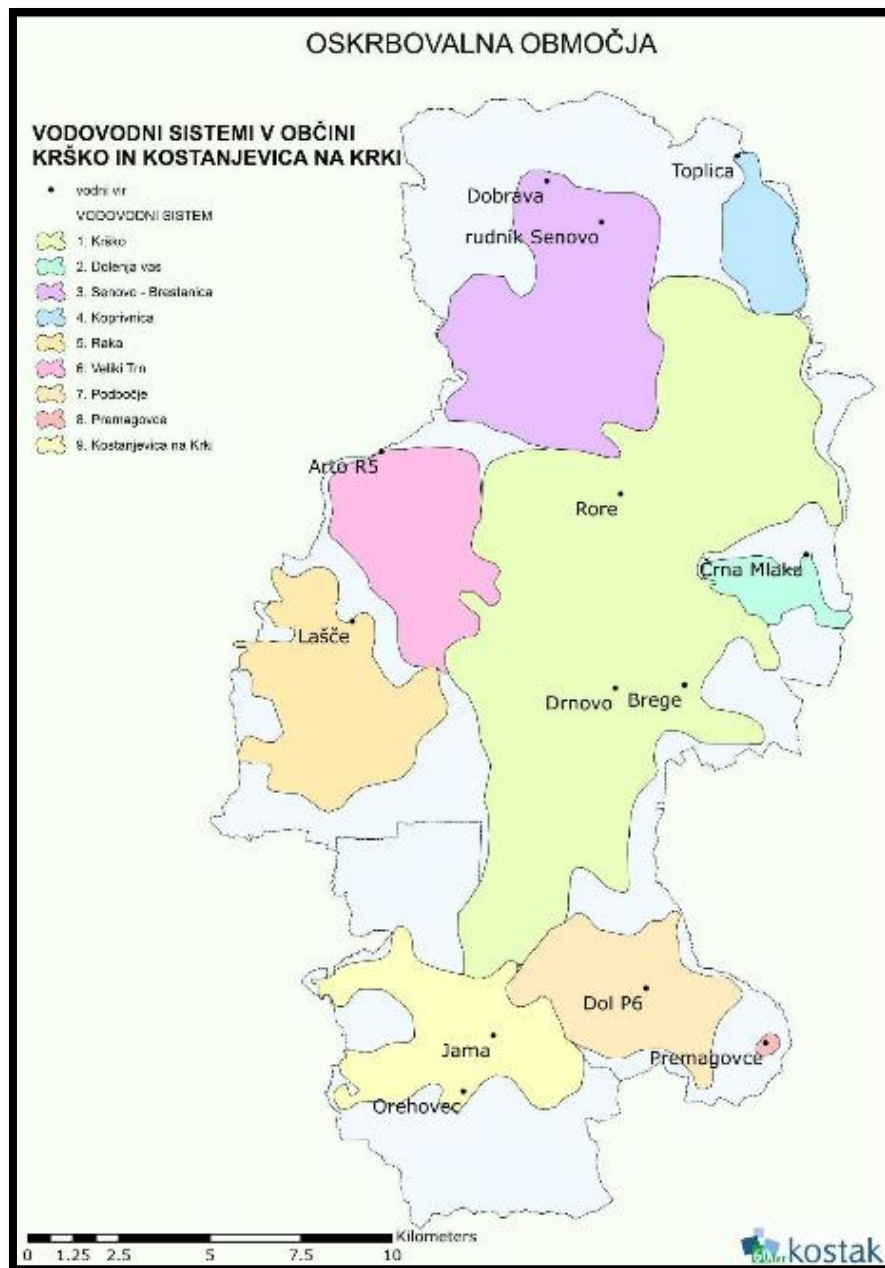 OSKRBOVALNA OBMOČJA
VODOVODNI SISTEMI V OBČINI
KRŠKO IN KOSTANJEVICA NA KRKI
vodni vir
VODOVODNI SISTEM
1. Krško
2. Dolenja vas
3. Senovo - Brestanica
4. Koprivnica
5. Raka
6. Veliki Trn
7. Podbočje
8. Premagovce
9. Kostanjevica na Krki
Toplica
Dobrava
rudnik Senovo
Arto R5
Rore
Črna Mlaka
Lašče
Drnovo
Brege
Dol P6
Jama
Premagovce
Orehovec
Kilometers
0 1.25 2.5 5 7.5 10
kostak